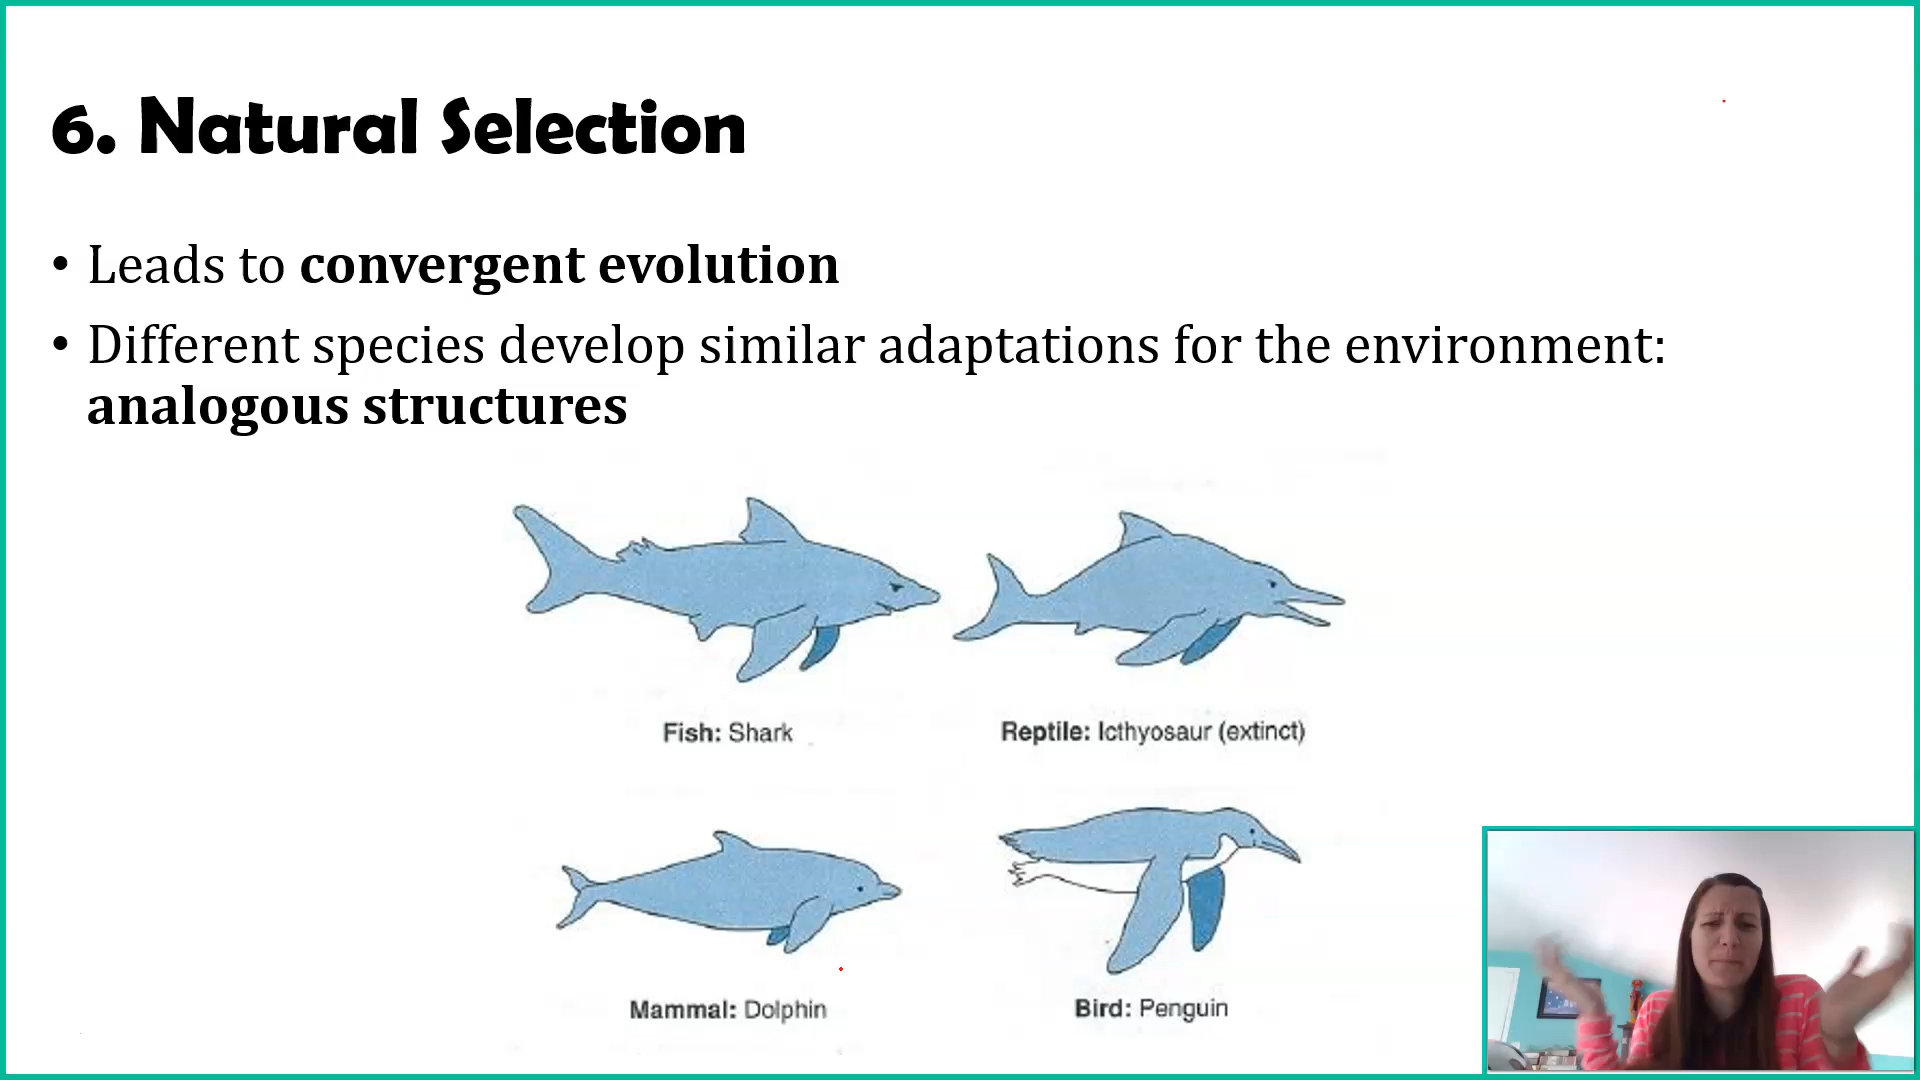 6. Natural Selection
• Leads to convergent evolution
• Different species develop similar adaptations for the environment:
analogous structures
Fish: Shark
Reptile: Icthyosaur (extinct)
Mammal: Dolphin
Bird: Penguin